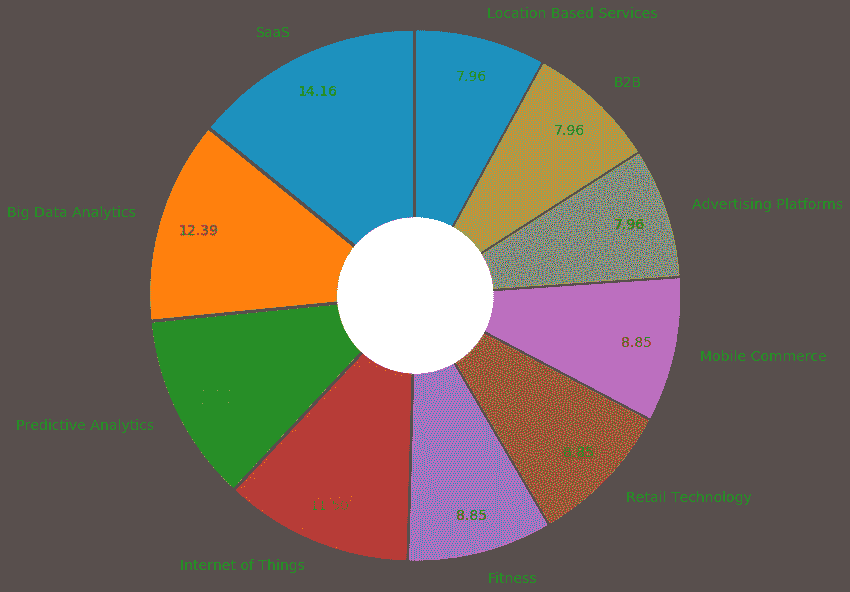 Location Based Services
SaaS
7.96
B2B
14.16
7.96
Advertising Platforms
Big Data Analytics
7.96
12.39
8.85
Mobile Commerce
Predictive Analytics
Retail Technology
8.85
Internet of Things
Fitness